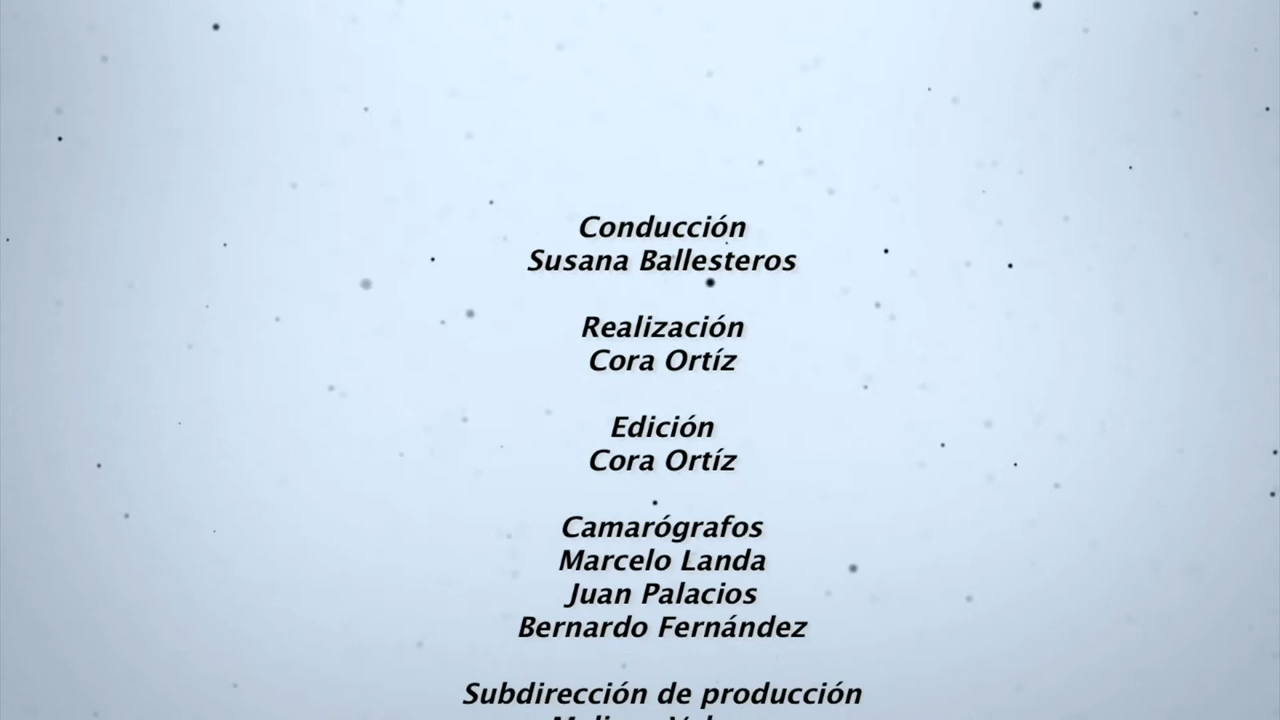 Conducción
Susana Ballesteros
Realización
Cora Ortíz
Edición
Cora Ortíz
Camarógrafos
Marcelo Landa
Juan Palacios
Bernardo Fernández
Subdirección de producción